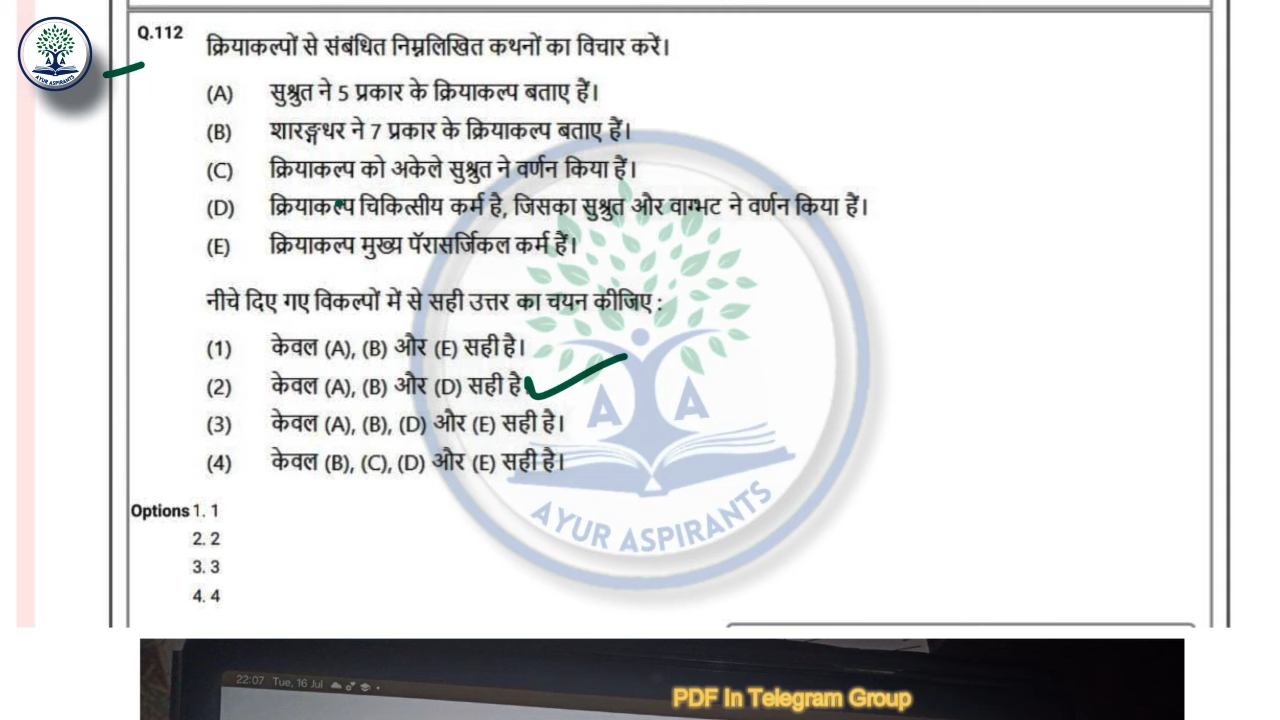 Q.112
क्रियाकल्पों से संबंधित निम्नलिखित कथनों का विचार करें।
(A) सुश्रुत ने 5 प्रकार के क्रियाकल्प बताए हैं।
(B) शारङ्गधर ने 7 प्रकार के क्रियाकल्प बताए हैं।
(C) क्रियाकल्प को अकेले सुश्रुत ने वर्णन किया हैं।
(D) क्रियाकल्प चिकित्सीय कर्म है, जिसका सुश्रुत और वाग्भट ने वर्णन किया हैं।
(E) क्रियाकल्प मुख्य पॅरासर्जिकल कर्म हैं।
नीचे दिए गए विकल्पों में से सही उत्तर का चयन कीजिए :
(1) केवल (A), (B) और (E) सही है।
(2) केवल (A), (B) और (D) सही है।
(3) केवल (A), (B), (D) और (E) सही है।
(4) केवल (B), (C), (D) और (E) सही है।
Options 1. 1
2. 2
3. 3
4. 4
AYUR ASPIRANTS
A A
AYUR ASPIRANTS
22:07 Tue, 16 Jul
PDF In Telegram Group